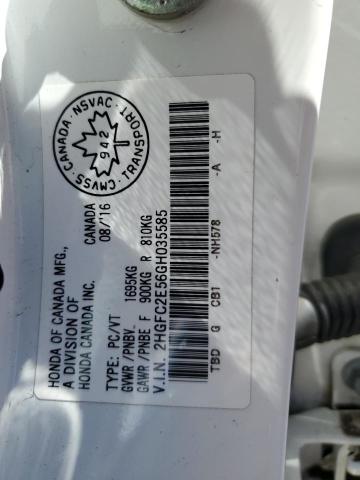 HONDA OF CANADA MFG.,
A DIVISION OF
HONDA CANADA INC.
CANADA
08/16
CANADA · NSVAC · TRANSPORT · CMVSS ·
942
TYPE: PC/VT
GVWR /PNBV 1695KG
GAWR /PNBE F 900KG R 810KG
V.I.N. 2HGFC2E56GH035585
TBD G CB1 -NH578 -A -H